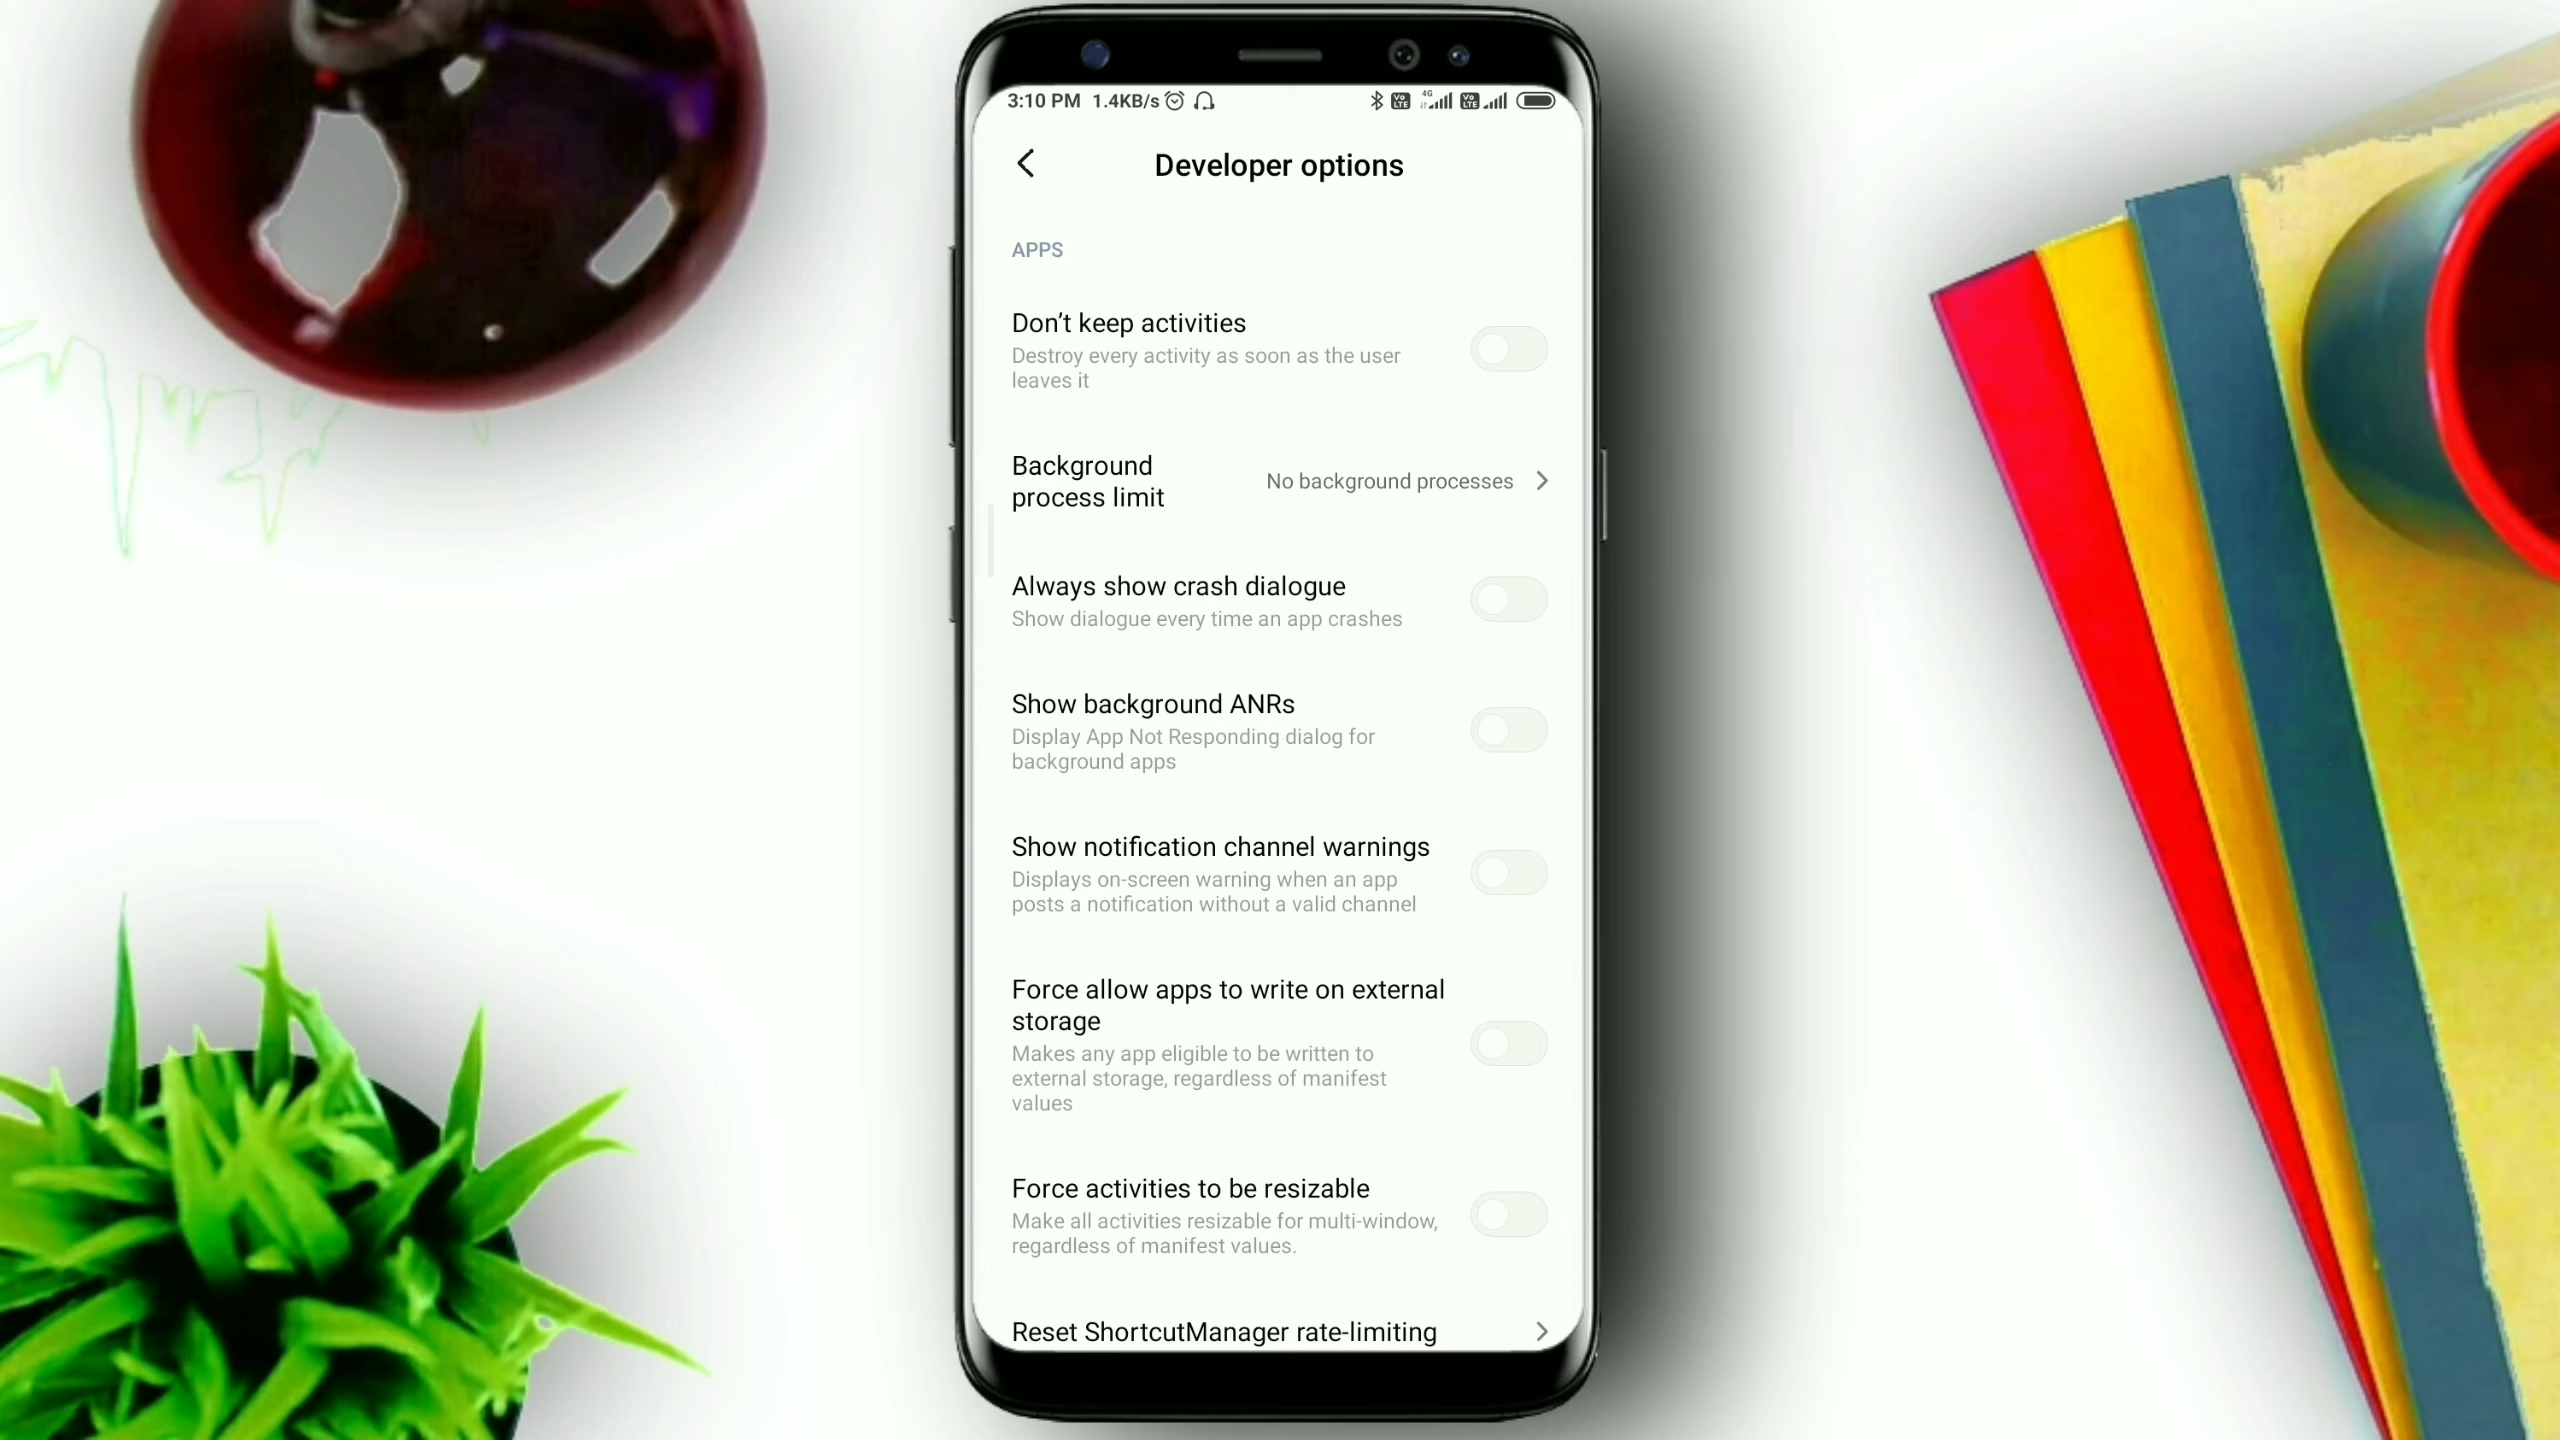 3:10 PM 1.4KB/s
Vo LTE 4G Vo LTE
Developer options
APPS
Don’t keep activities
Destroy every activity as soon as the user
leaves it
Background
process limit
No background processes
Always show crash dialogue
Show dialogue every time an app crashes
Show background ANRs
Display App Not Responding dialog for
background apps
Show notification channel warnings
Displays on-screen warning when an app
posts a notification without a valid channel
Force allow apps to write on external
storage
Makes any app eligible to be written to
external storage, regardless of manifest
values
Force activities to be resizable
Make all activities resizable for multi-window,
regardless of manifest values.
Reset ShortcutManager rate-limiting